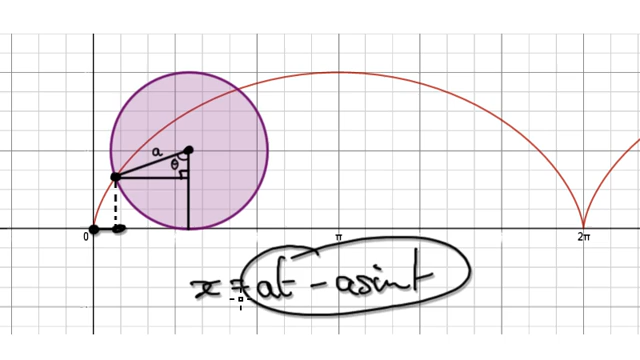 a
θ
0
π
2π
x = at - asint